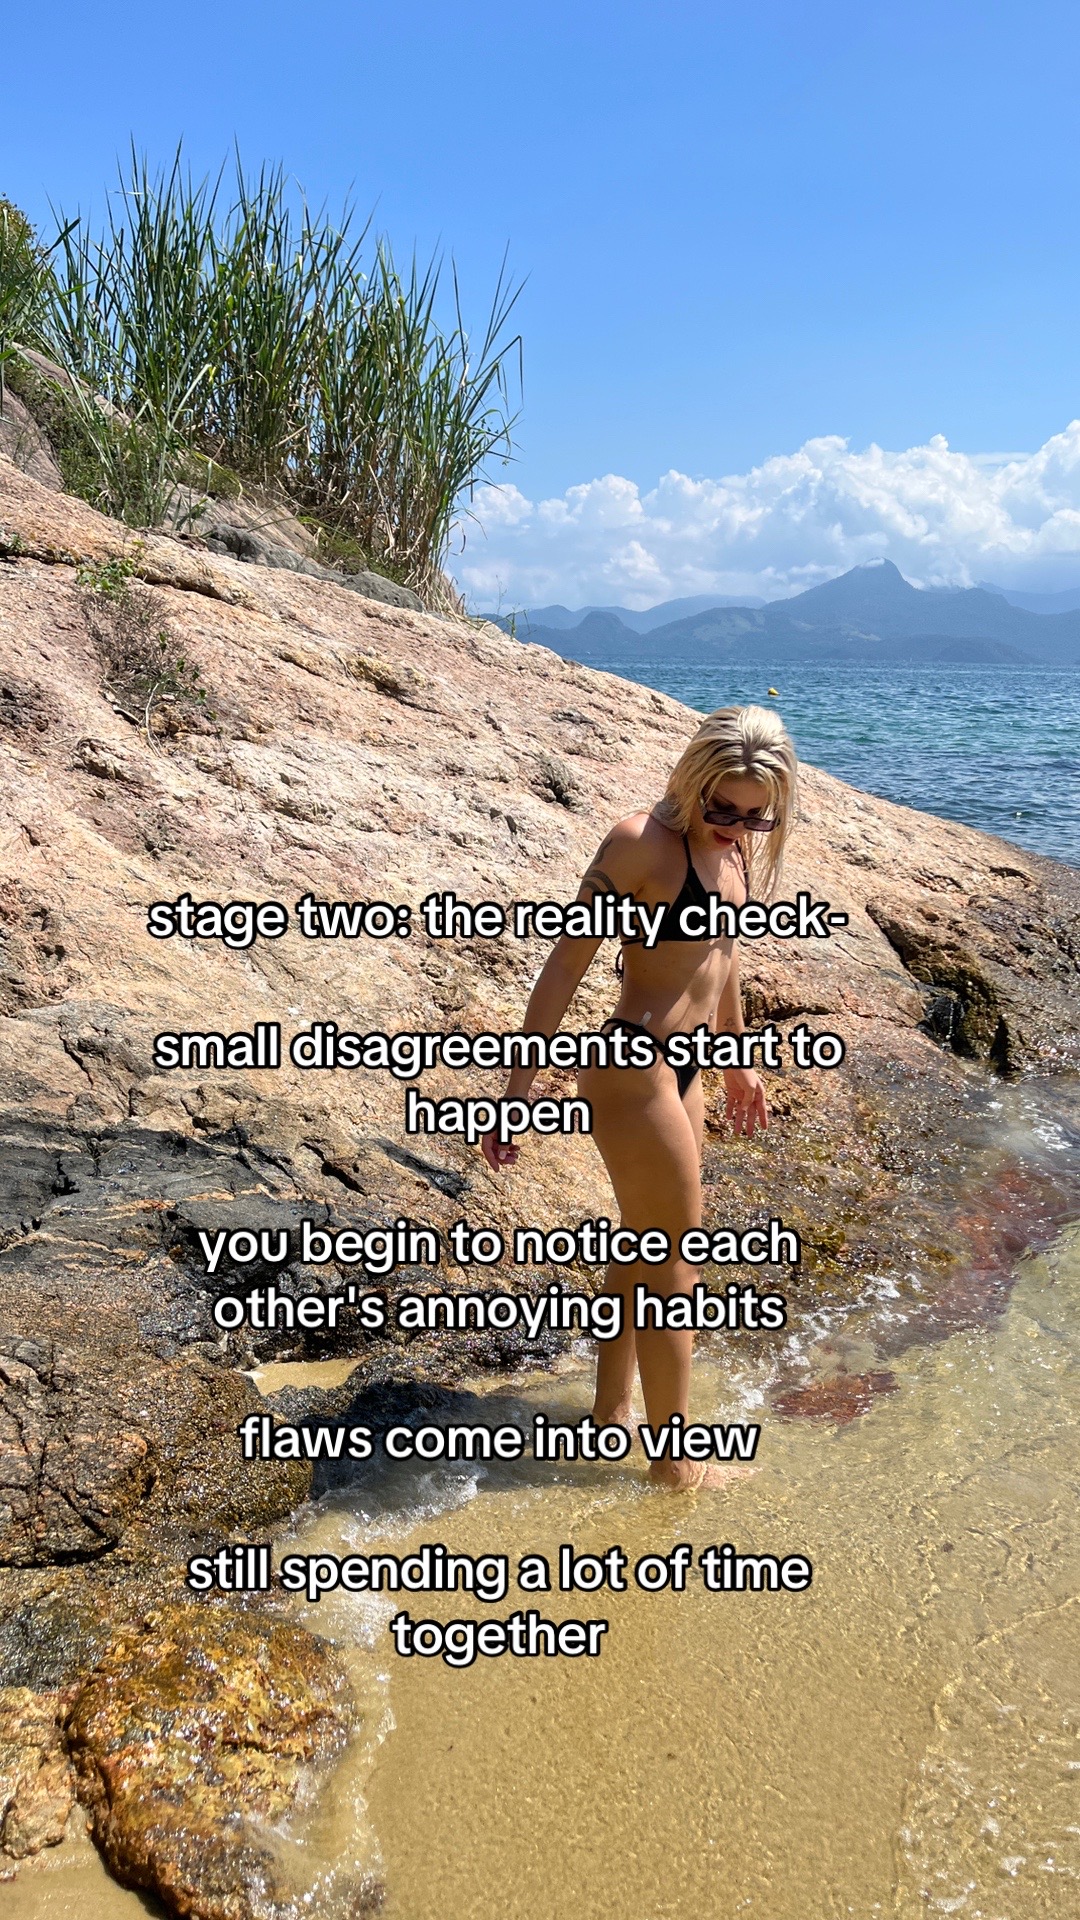 stage two: the reality check-
small disagreements start to
happen
you begin to notice each
other's annoying habits
flaws come into view
still spending a lot of time
together